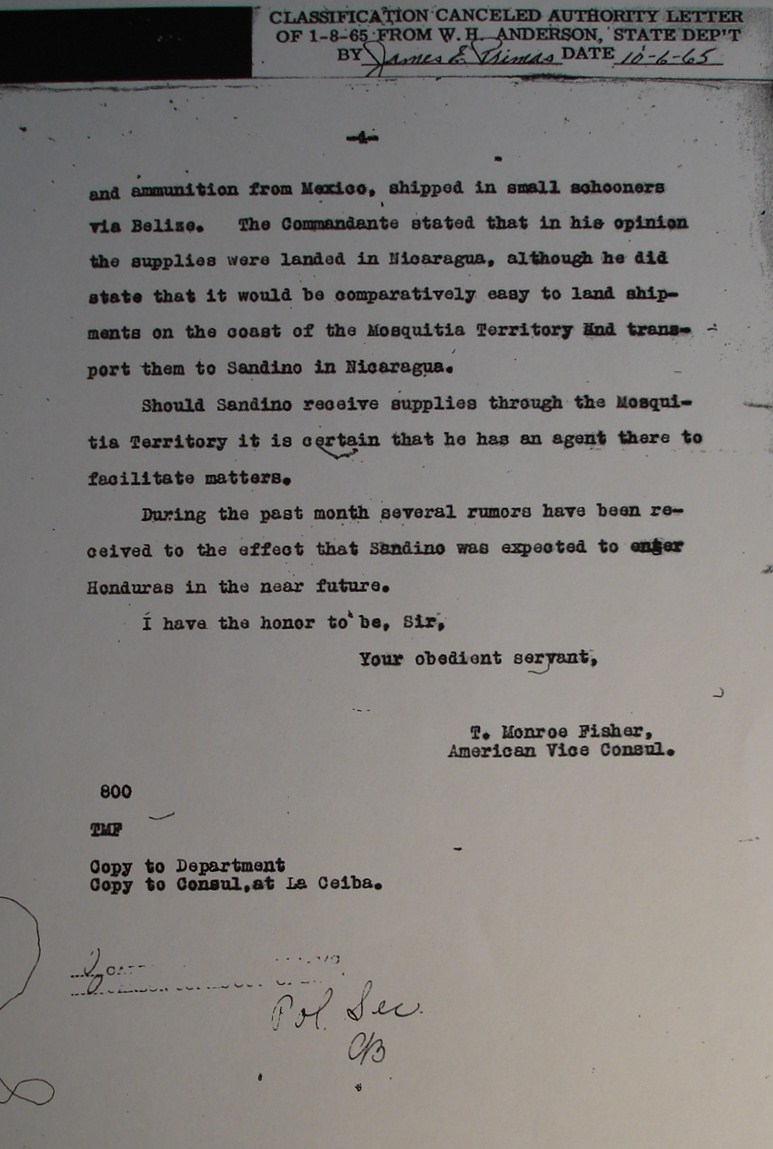 CLASSIFICATION CANCELED AUTHORITY LETTER
OF 1-8-65 FROM W. H. ANDERSON, STATE DEP'T
BY James E. Primas DATE 10-6-65
-4-
and ammunition from Mexico, shipped in small schooners
via Belize. The Commandante stated that in his opinion
the supplies were landed in Nicaragua, although he did
state that it would be comparatively easy to land ship-
ments on the coast of the Mosquitia Territory and trans-
port them to Sandino in Nicaragua.
Should Sandino receive supplies through the Mosqui-
tia Territory it is certain that he has an agent there to
facilitate matters.
During the past month several rumors have been re-
ceived to the effect that Sandino was expected to enter
Honduras in the near future.
I have the honor to be, Sir,
Your obedient servant,
T. Monroe Fisher,
American Vice Consul.
800
TMF
Copy to Department
Copy to Consul, at La Ceiba.
Pol. Sec.
CB